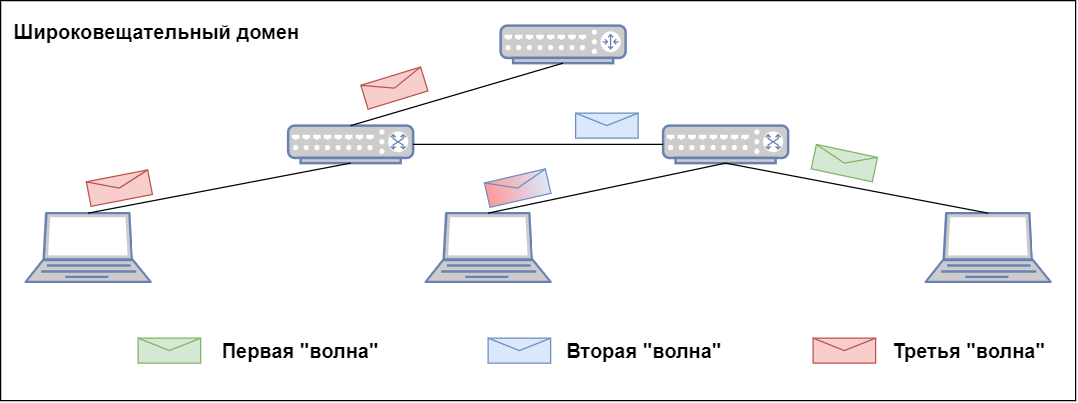 Широковещательный домен
Первая "волна"
Вторая "волна"
Третья "волна"